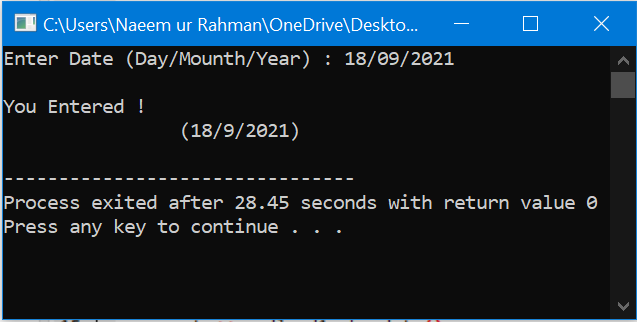 C:\Users\Naeem ur Rahman\OneDrive\Deskto...
Enter Date (Day/Mounth/Year) : 18/09/2021
You Entered !
(18/9/2021)
--------------------------------
Process exited after 28.45 seconds with return value 0
Press any key to continue . . .